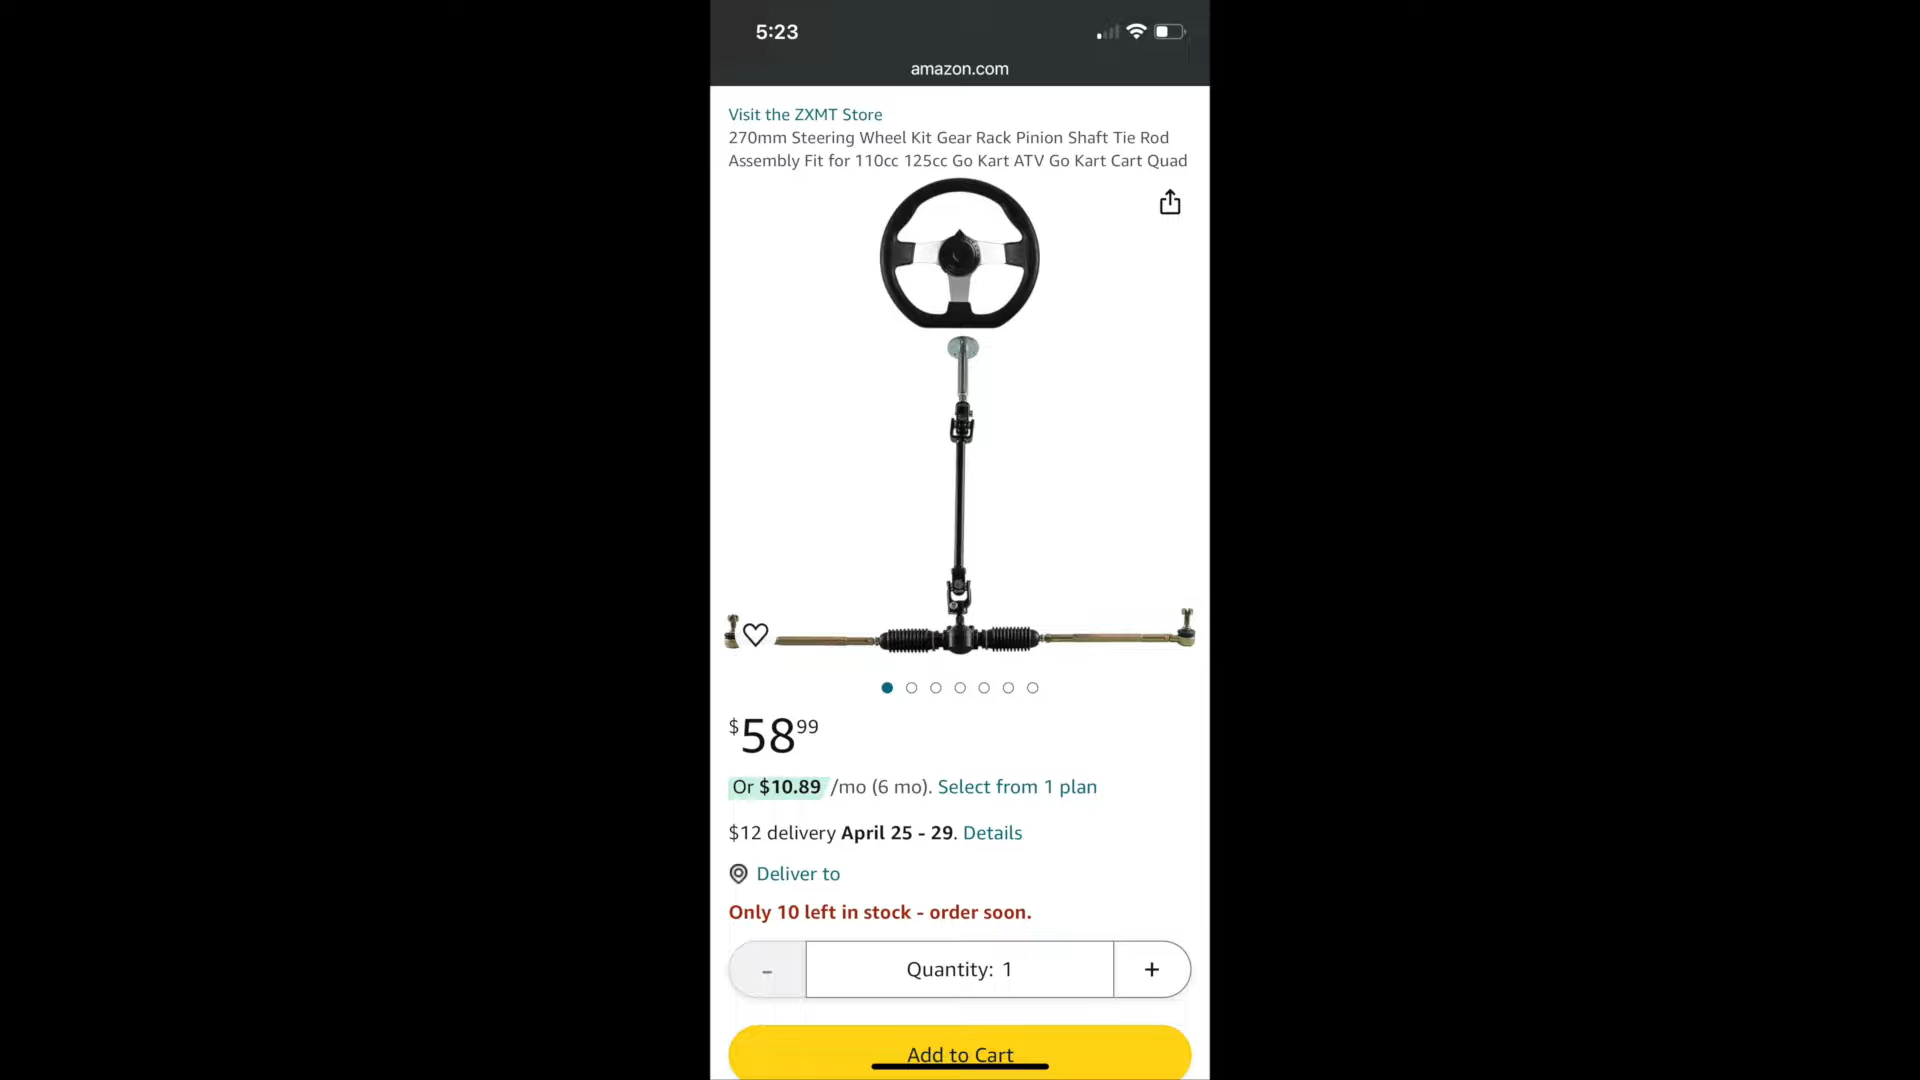 5:23
amazon.com
Visit the ZXMT Store
270mm Steering Wheel Kit Gear Rack Pinion Shaft Tie Rod
Assembly Fit for 110cc 125cc Go Kart ATV Go Kart Cart Quad
$58.99
Or $10.89 /mo (6 mo). Select from 1 plan
$12 delivery April 25 - 29. Details
Deliver to
Only 10 left in stock - order soon.
- Quantity: 1 +
Add to Cart